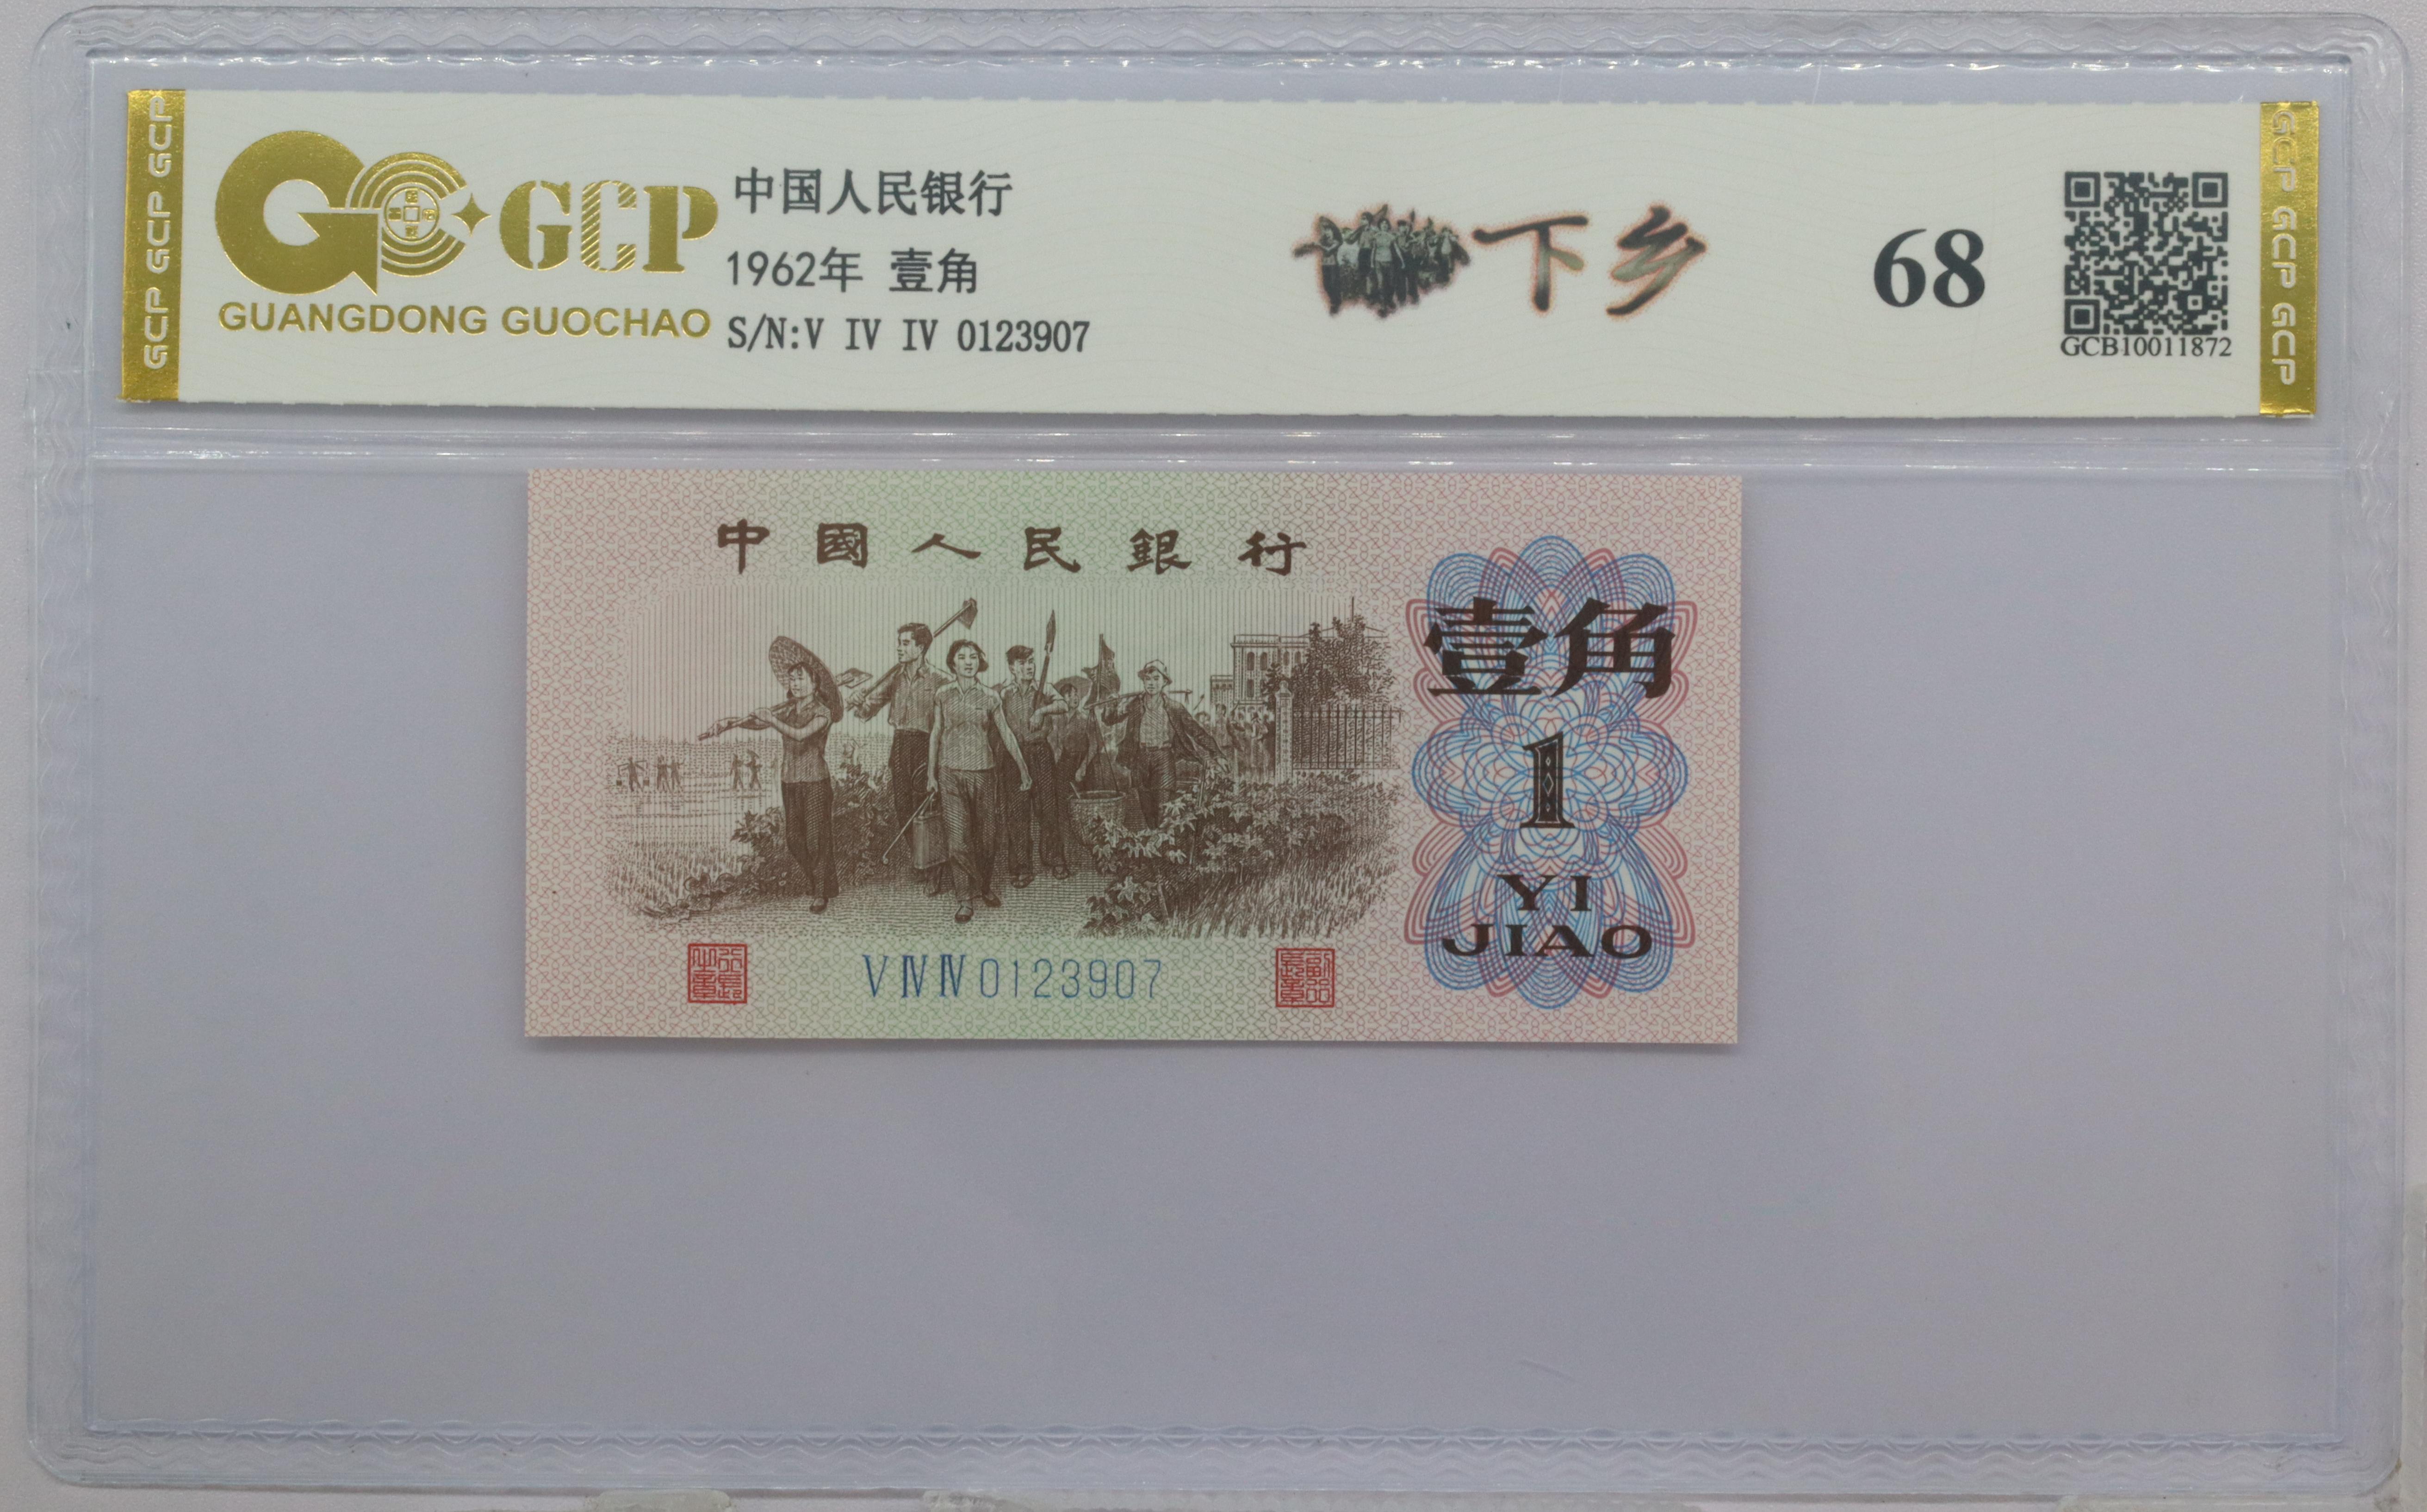 GCP GCP GCP
GCP
GUANGDONG GUOCHAO
中国人民银行
1962年 壹角
S/N:V IV IV 0123907
下乡
68
GCB10011872
GCP GCP GCP
中國人民銀行
壹角
1
YI
JIAO
V IV IV 0123907